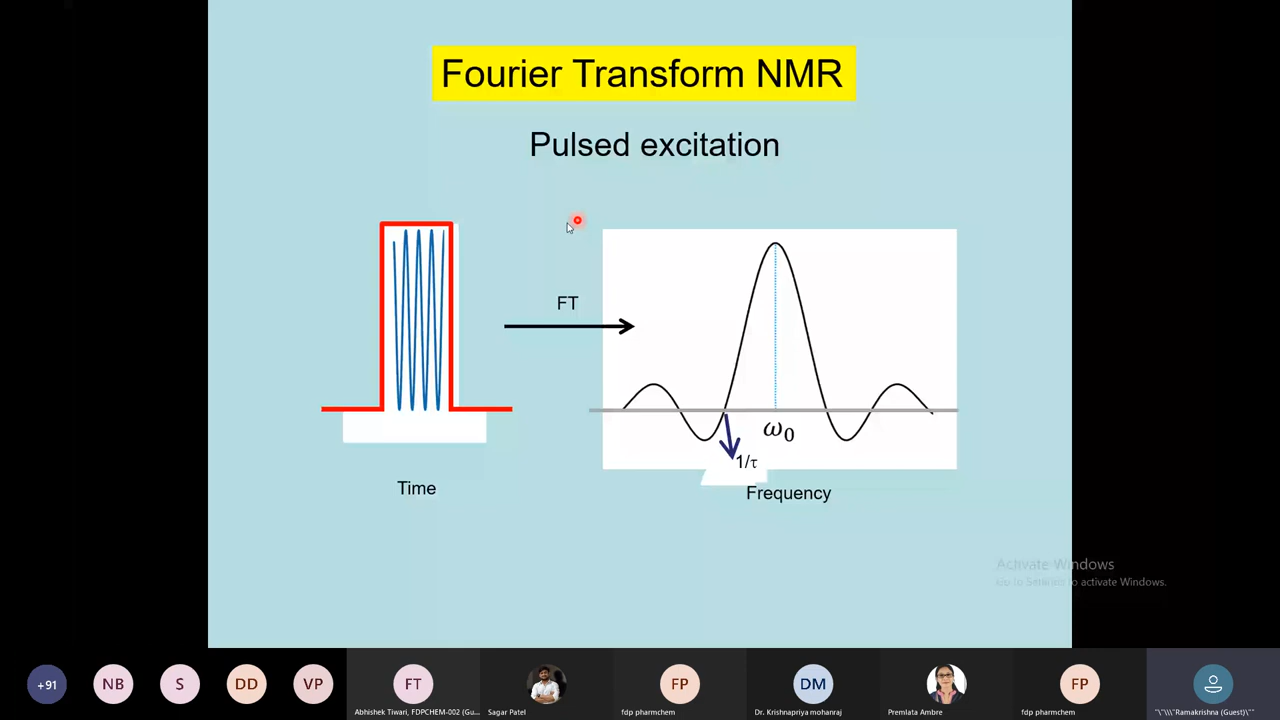 Fourier Transform NMR
Pulsed excitation
FT
ω₀
1/τ
Time
Frequency
Activate Windows
Go to Settings to activate Windows.
+91
NB
S
DD
VP
FT
FP
DM
FP
Abhishek Tiwari, FDPCHEM-002 (Gu...
Sagar Patel
fdp pharmchem
Dr. Krishnapriya mohanraj
Premlata Ambre
fdp pharmchem
"\"\\\"Ramakrishna (Guest)\""